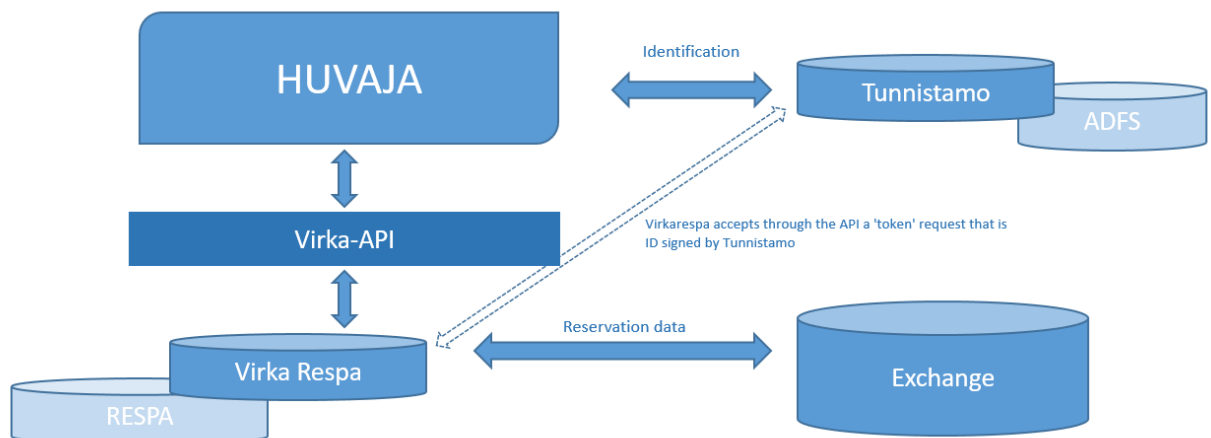 Identification
HUVAJA
Tunnistamo
ADFS
Virkarespa accepts through the API a 'token' request that is
ID signed by Tunnistamo
Virka-API
Reservation data
Virka Respa
Exchange
RESPA